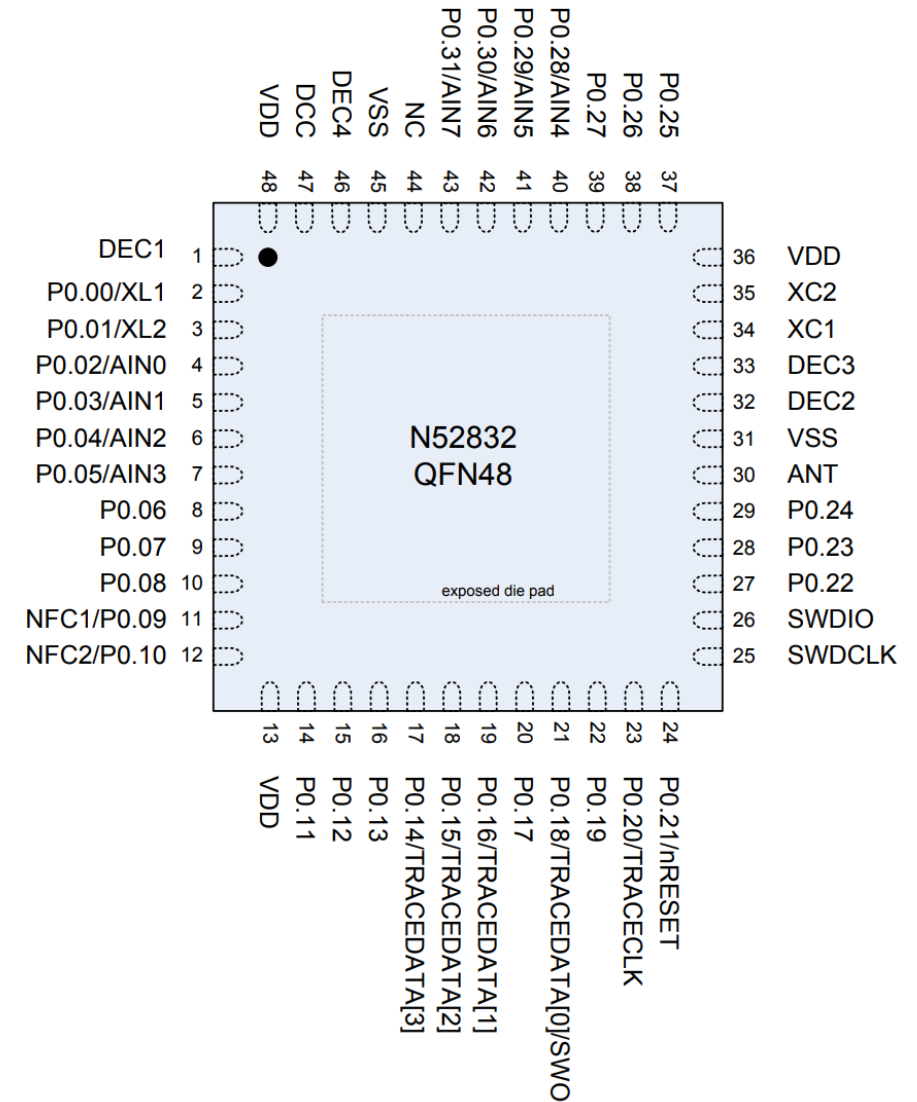 P0.31/AIN7
P0.30/AIN6
P0.29/AIN5
P0.28/AIN4
P0.27
P0.26
P0.25
VDD
DCC
DEC4
VSS
NC
48
47
46
45
44
43
42
41
40
39
38
37
DEC1 1
P0.00/XL1 2
P0.01/XL2 3
P0.02/AIN0 4
P0.03/AIN1 5
P0.04/AIN2 6
P0.05/AIN3 7
P0.06 8
P0.07 9
P0.08 10
NFC1/P0.09 11
NFC2/P0.10 12
N52832
QFN48
exposed die pad
36 VDD
35 XC2
34 XC1
33 DEC3
32 DEC2
31 VSS
30 ANT
29 P0.24
28 P0.23
27 P0.22
26 SWDIO
25 SWDCLK
13
14
15
16
17
18
19
20
21
22
23
24
VDD
P0.11
P0.12
P0.13
P0.14/TRACEDATA[3]
P0.15/TRACEDATA[2]
P0.16/TRACEDATA[1]
P0.17
P0.18/TRACEDATA[0]/SWO
P0.19
P0.20/TRACECLK
P0.21/nRESET